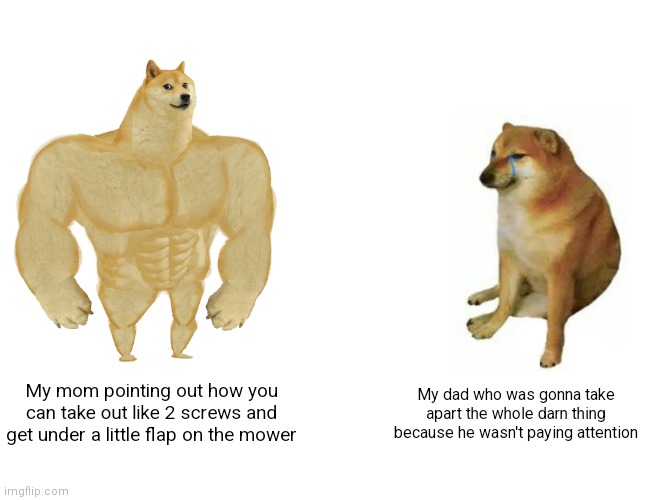 My mom pointing out how you
can take out like 2 screws and
get under a little flap on the mower
My dad who was gonna take
apart the whole darn thing
because he wasn't paying attention
imgflip.com